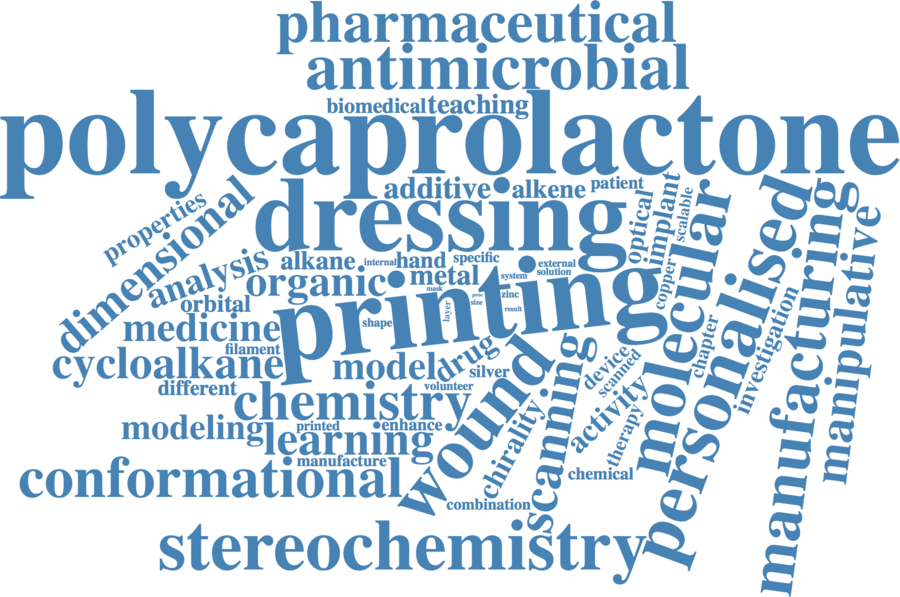 pharmaceutical
antimicrobial
biomedical teaching
polycaprolactone
additive alkene patient
dressing
properties
dimensional
analysis
alkane internal hand specific external
organic metal system solution
mask
orbital
printing
proc
size
zinc
layer
result
shape
medicine
filament
cycloalkane
model
drug
silver
different
volunteer
chemistry
modeling
printed
enhance
learning
manufacture
conformational
wound
chirality
combination
scanning
device
scanned
activity
therapy
chemical
optical
implant
scalable
copper
molecular
chapter
personalised
investigation
manufacturing
manipulative
stereochemistry